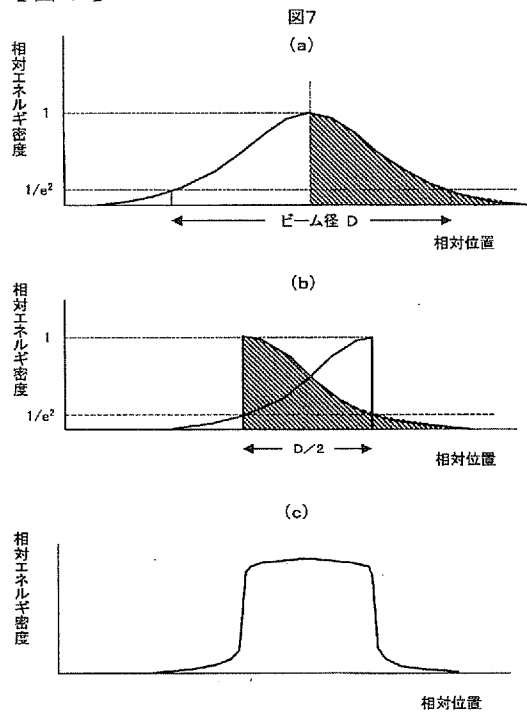 図7
(a)
相対エネルギ密度
1
1/e²
ビーム径 D
相対位置
(b)
相対エネルギ密度
1
1/e²
D/2
相対位置
(c)
相対エネルギ密度
相対位置